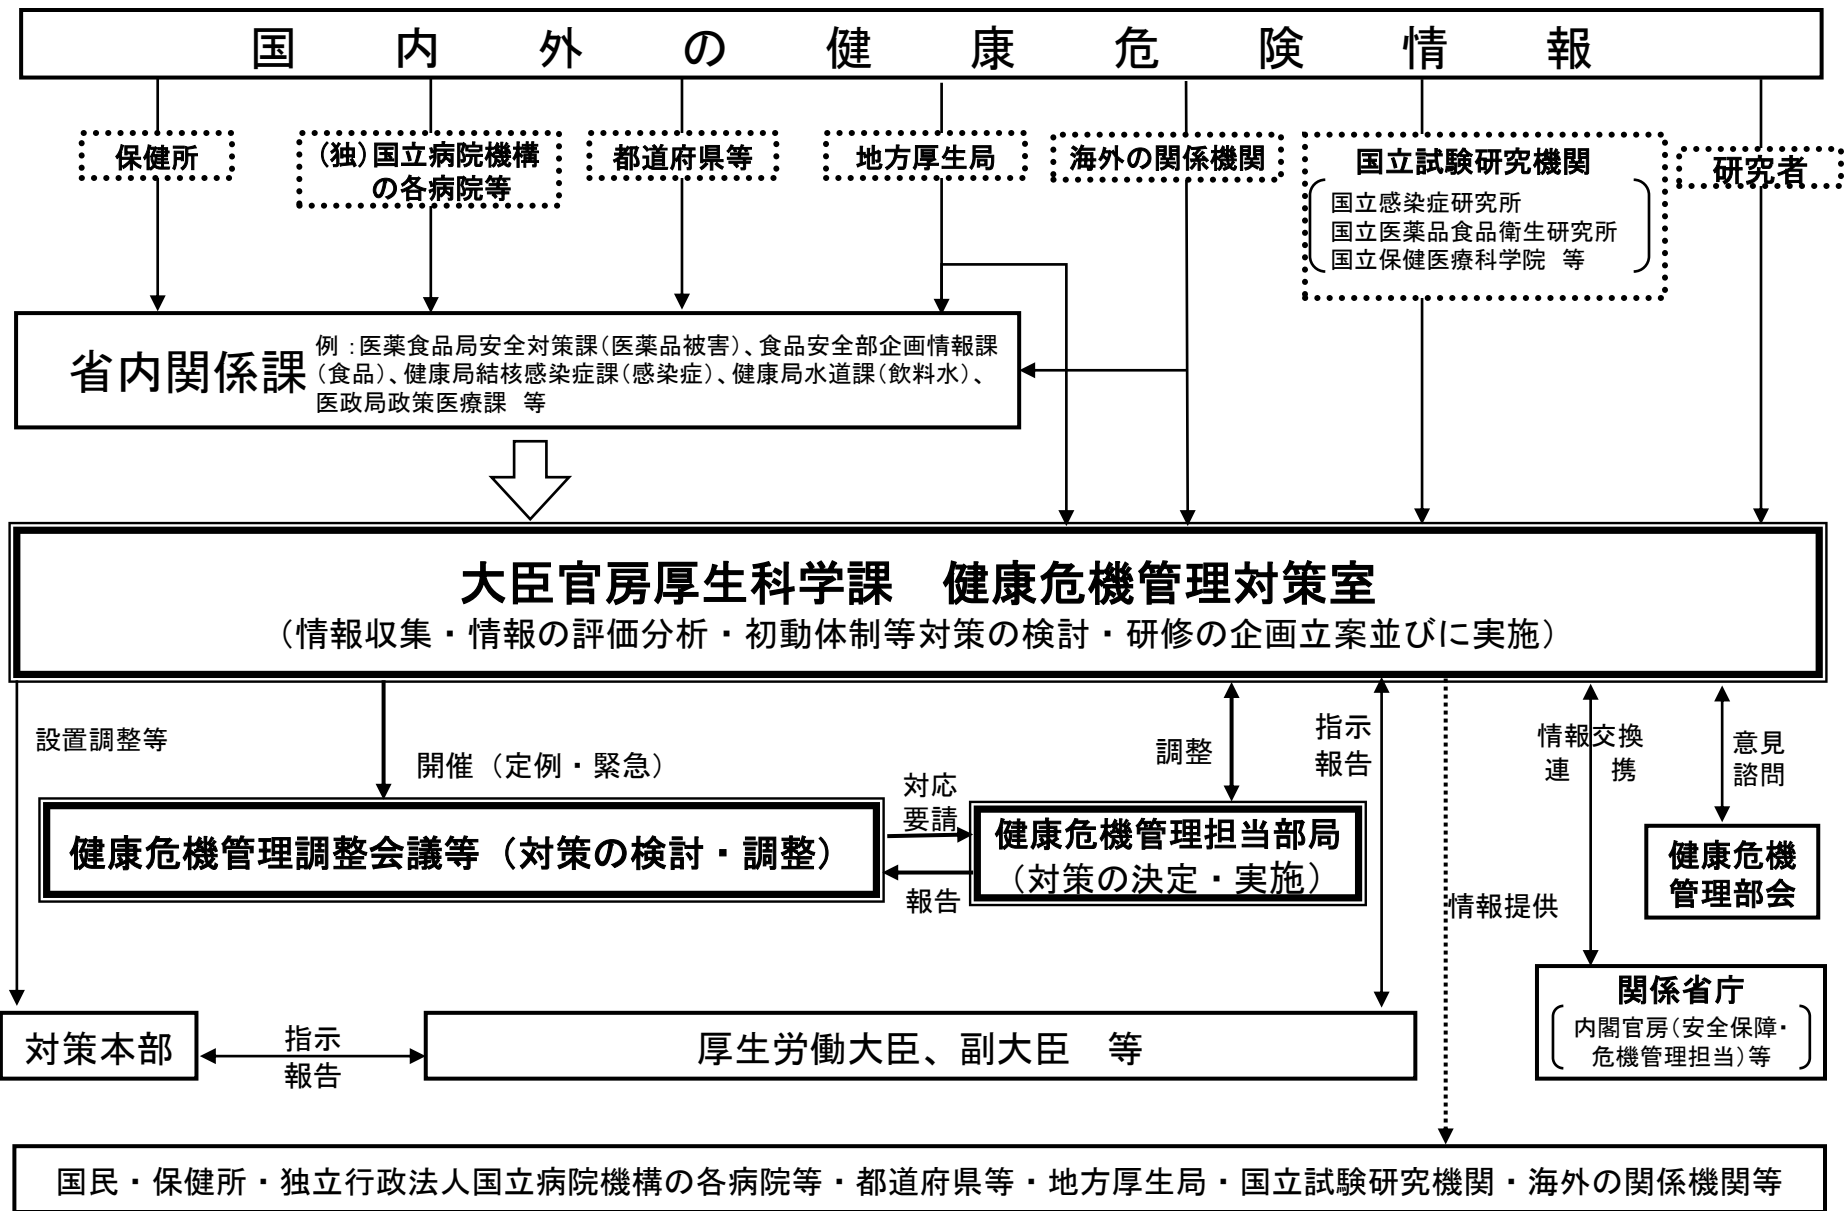 国内外の健康危険情報
保健所
(独)国立病院機構
の各病院等
都道府県等
地方厚生局
海外の関係機関
国立試験研究機関
国立感染症研究所
国立医薬品食品衛生研究所
国立保健医療科学院　等
研究者
省内関係課
例：医薬食品局安全対策課(医薬品被害)、食品安全部企画情報課
(食品)、健康局結核感染症課(感染症)、健康局水道課(飲料水)、
医政局政策医療課　等
大臣官房厚生科学課　健康危機管理対策室
（情報収集・情報の評価分析・初動体制等対策の検討・研修の企画立案並びに実施）
設置調整等
開催（定例・緊急）
対応
要請
調整
指示
報告
情報交換
連　携
意見
諮問
健康危機管理調整会議等（対策の検討・調整）
報告
健康危機管理担当部局
（対策の決定・実施）
情報提供
健康危機
管理部会
関係省庁
内閣官房(安全保障・
危機管理担当)等
対策本部
指示
報告
厚生労働大臣、副大臣　等
国民・保健所・独立行政法人国立病院機構の各病院等・都道府県等・地方厚生局・国立試験研究機関・海外の関係機関等